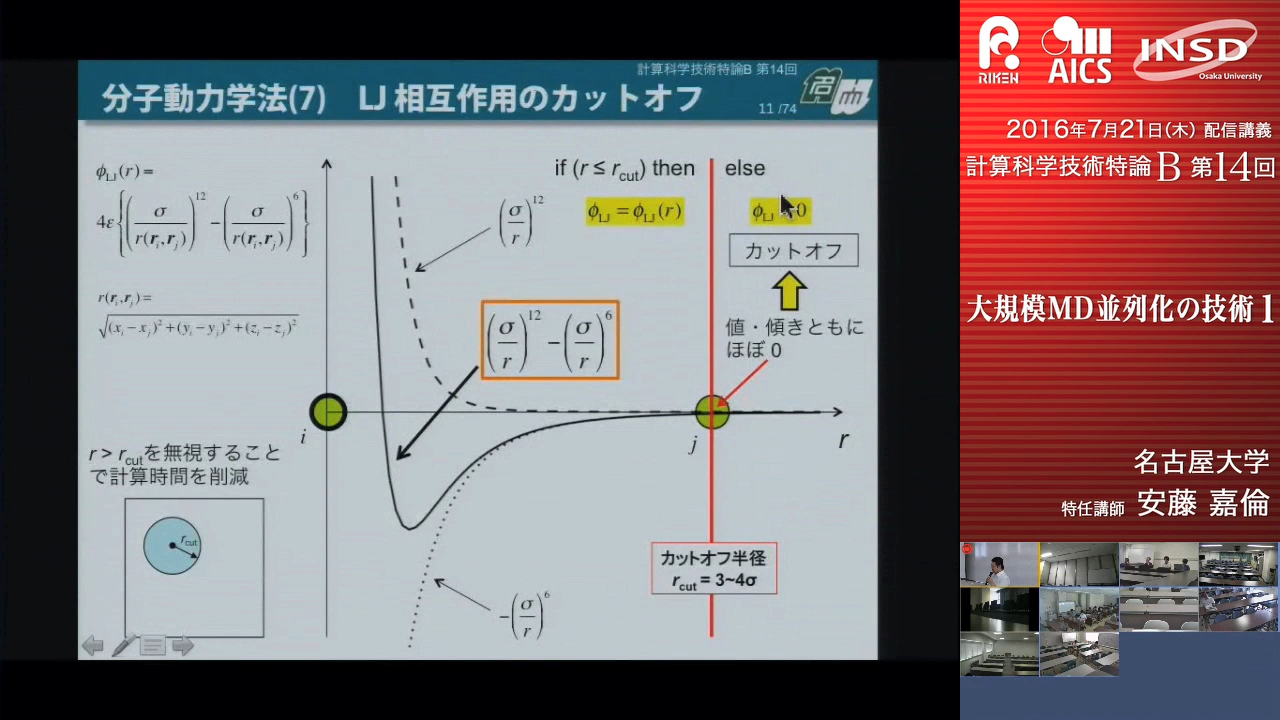 計算科学技術特論B 第14回
分子動力学法(7) LJ 相互作用のカットオフ
11 /74
ϕLJ(r) =
4ε{(σ/r(ri,rj))^12 − (σ/r(ri,rj))^6}
r(ri,rj) =
√(xi − xj)^2 + (yi − yj)^2 + (zi − zj)^2
if (r ≤ rcut) then
else
ϕLJ = ϕLJ(r)
カットオフ
値・傾きともに
ほぼ 0
(σ/r)^12
(σ/r)^12 − (σ/r)^6
−(σ/r)^6
i
j
r
r > rcutを無視すること
で計算時間を削減
rcut
カットオフ半径
rcut = 3~4σ
RIKEN
AICS
INSD
Osaka University
2016年7月21日(木) 配信講義
計算科学技術特論 B 第14回
大規模MD並列化の技術1
名古屋大学
特任講師 安藤 嘉倫